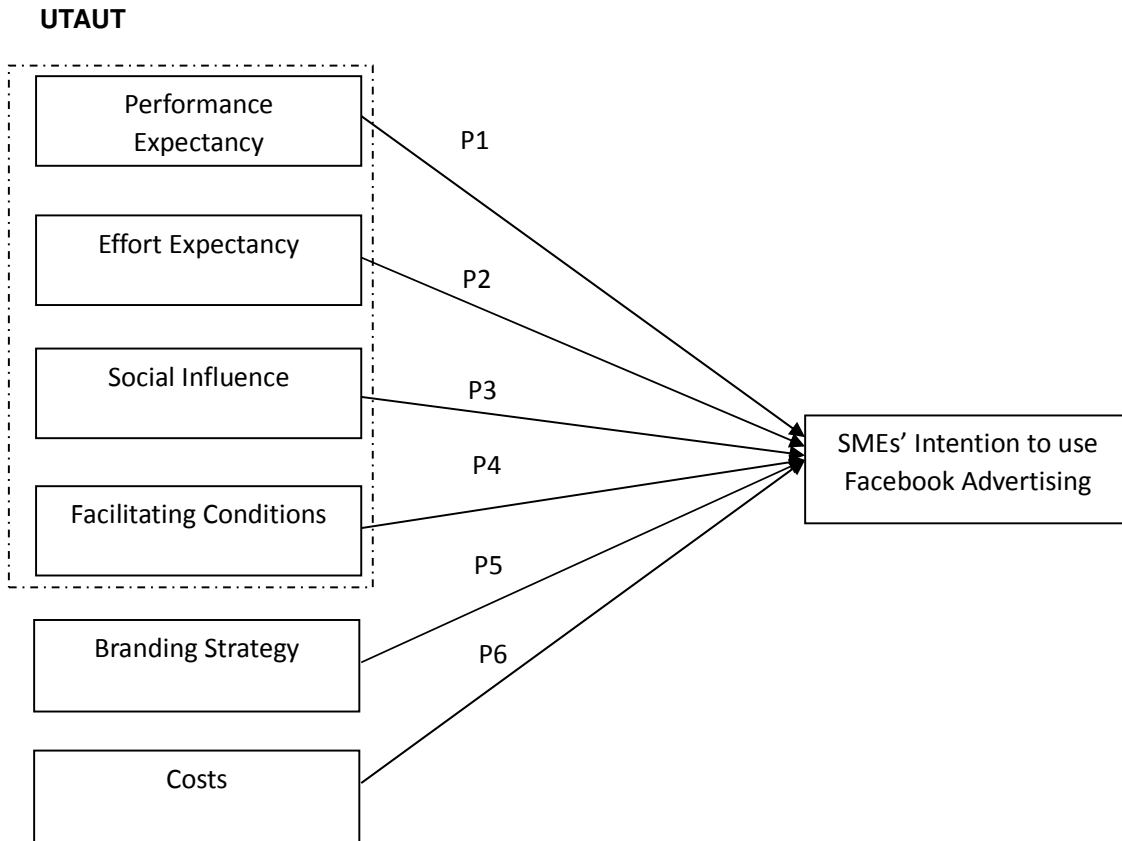 UTAUT
Performance
Expectancy
P1
Effort Expectancy
P2
Social Influence
P3
SMEs’ Intention to use
Facebook Advertising
P4
Facilitating Conditions
P5
Branding Strategy
P6
Costs